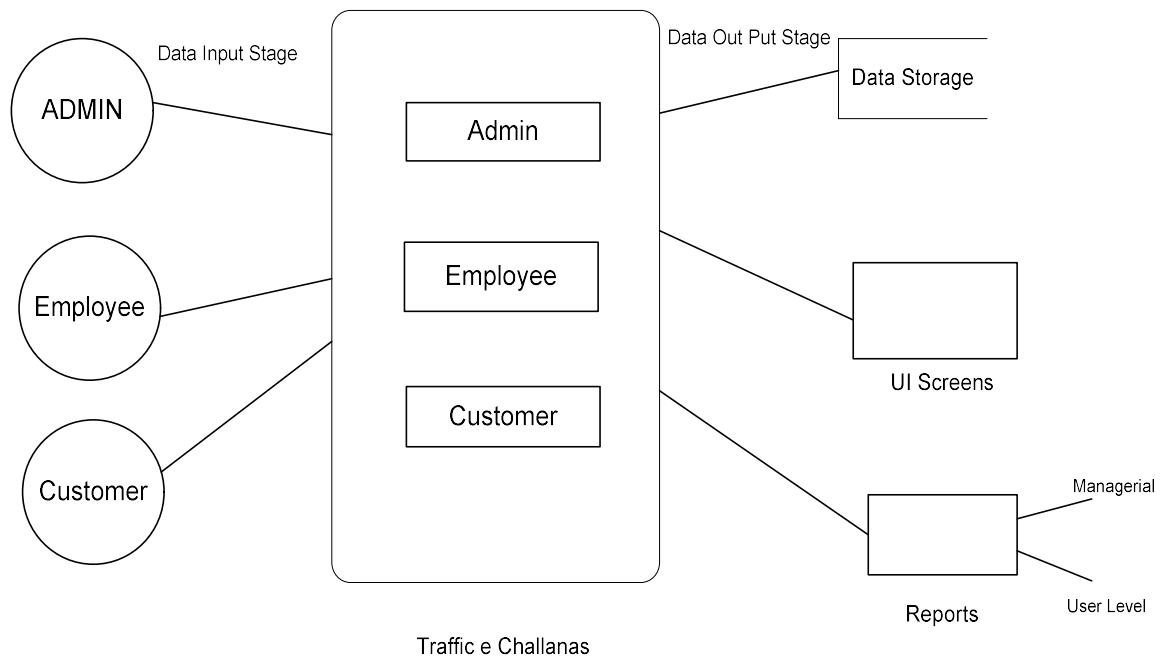 Data Input Stage
Data Out Put Stage
ADMIN
Employee
Customer
Admin
Employee
Customer
Data Storage
UI Screens
Managerial
User Level
Reports
Traffic e Challanas